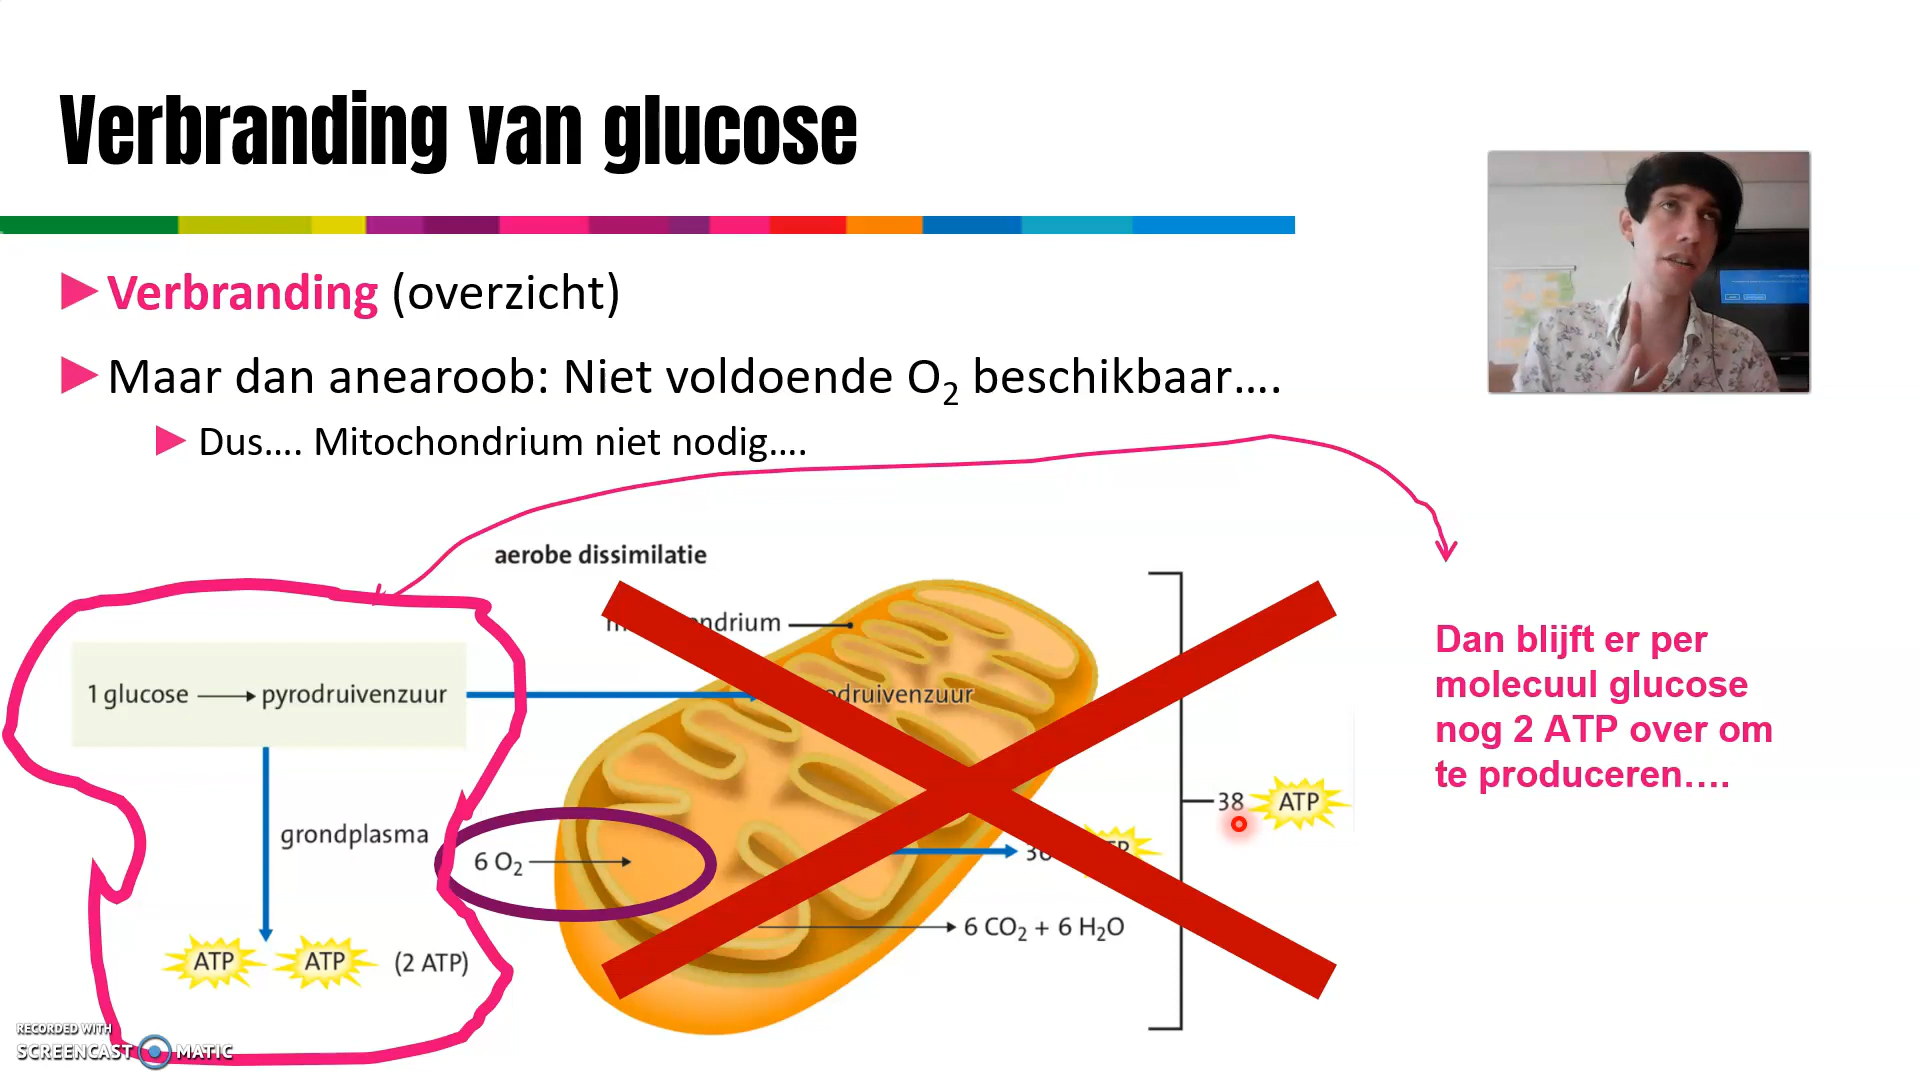 Verbranding van glucose
Verbranding (overzicht)
Maar dan anearoob: Niet voldoende O2 beschikbaar....
Dus.... Mitochondrium niet nodig....
aerobe dissimilatie
1 glucose pyrodruivenzuur
grondplasma
ATP ATP (2 ATP)
6 O2
6 CO2 + 6 H2O
38 ATP
Dan blijft er per
molecuul glucose
nog 2 ATP over om
te produceren....
RECORDED WITH
SCREENCAST MATIC